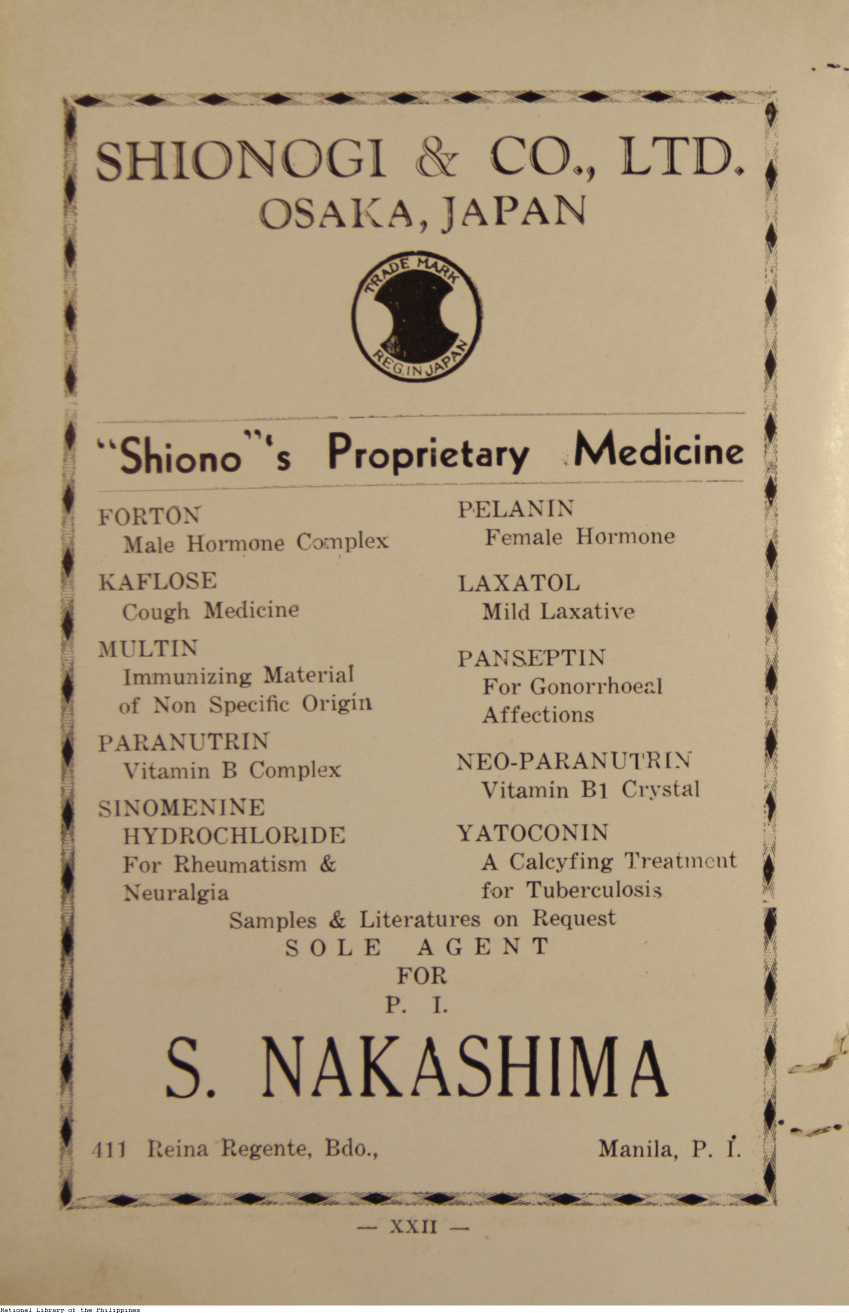 SHIONOGI & CO., LTD.
OSAKA, JAPAN
TRADE MARK
REG. IN JAPAN
"Shiono"'s Proprietary Medicine
FORTON
Male Hormone Complex
KAFLOSE
Cough Medicine
MULTIN
Immunizing Material
of Non Specific Origin
PARANUTRIN
Vitamin B Complex
SINOMENINE
HYDROCHLORIDE
For Rheumatism &
Neuralgia
PELANIN
Female Hormone
LAXATOL
Mild Laxative
PANSEPTIN
For Gonorrhoeal
Affections
NEO-PARANUTRIN
Vitamin B1 Crystal
YATOCONIN
A Calcyfing Treatment
for Tuberculosis
Samples & Literatures on Request
SOLE AGENT
FOR
P. I.
S. NAKASHIMA
411 Reina Regente, Bdo., Manila, P. I.
— XXII —
National Library of the Philippines